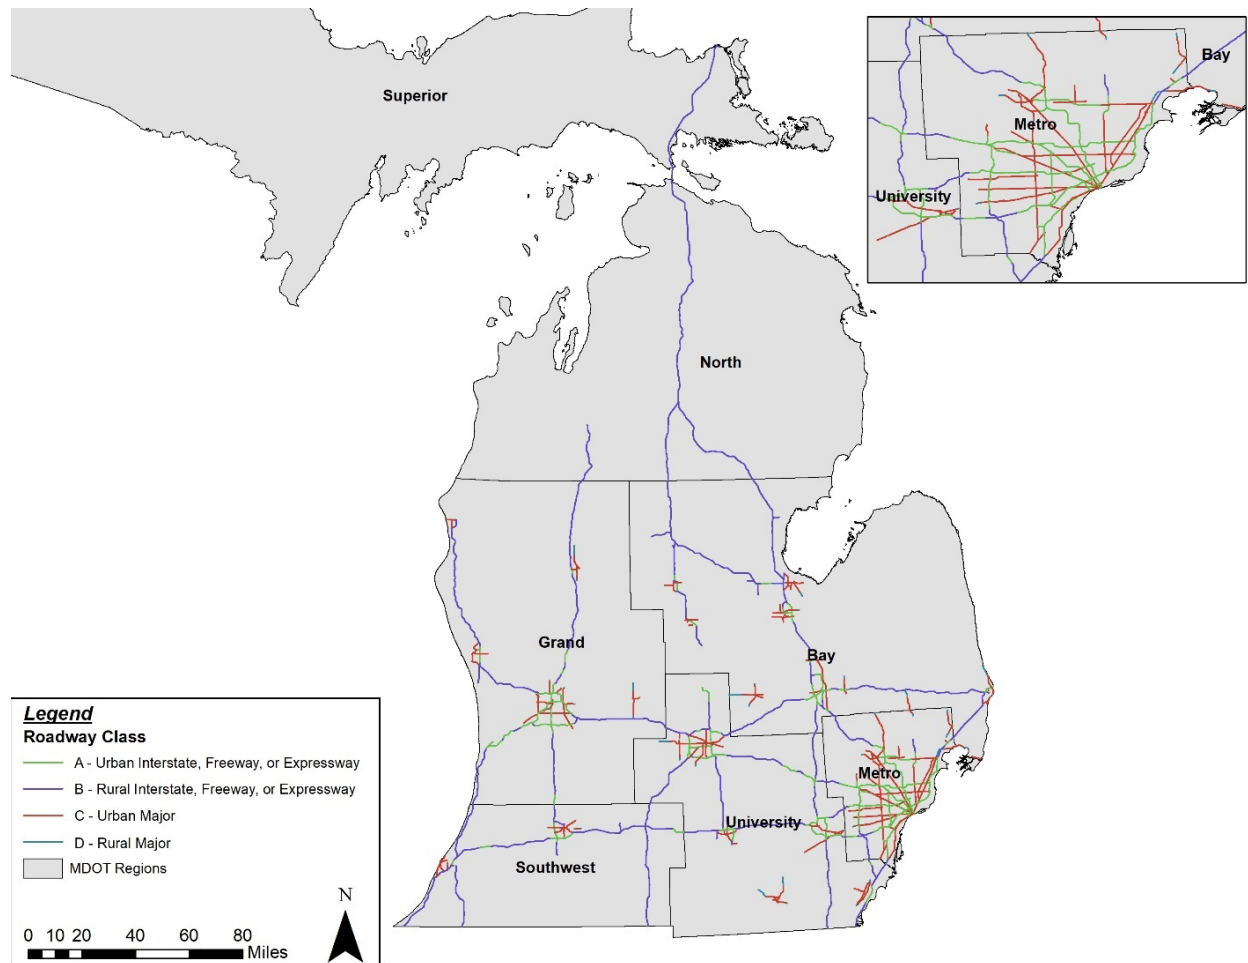 Superior
Bay
Metro
University
North
Grand
Bay
Metro
University
Southwest
Legend
Roadway Class
A - Urban Interstate, Freeway, or Expressway
B - Rural Interstate, Freeway, or Expressway
C - Urban Major
D - Rural Major
MDOT Regions
N
0 10 20 40 60 80
Miles